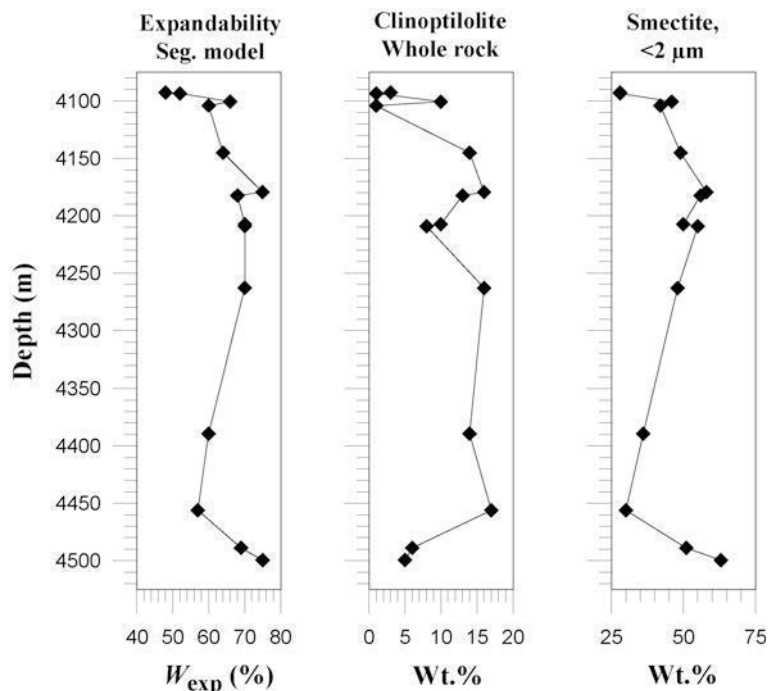 Expandability
Seg. model
Clinoptilolite
Whole rock
Smectite,
<2 μm
Depth (m)
4100
4150
4200
4250
4300
4350
4400
4450
4500
40 50 60 70 80
0 5 10 15 20
25 50 75
Wexp (%)
Wt.%
Wt.%